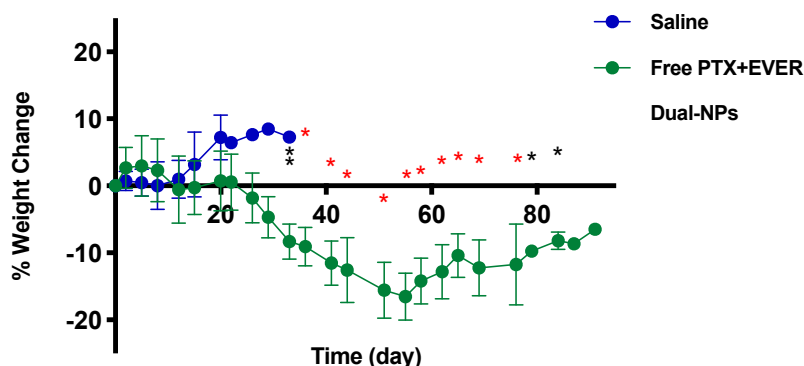 Saline
Free PTX+EVER
Dual-NPs
% Weight Change
20
10
0
-10
-20
20
40
60
80
* * * * * * * * * * * * * * *
Time (day)